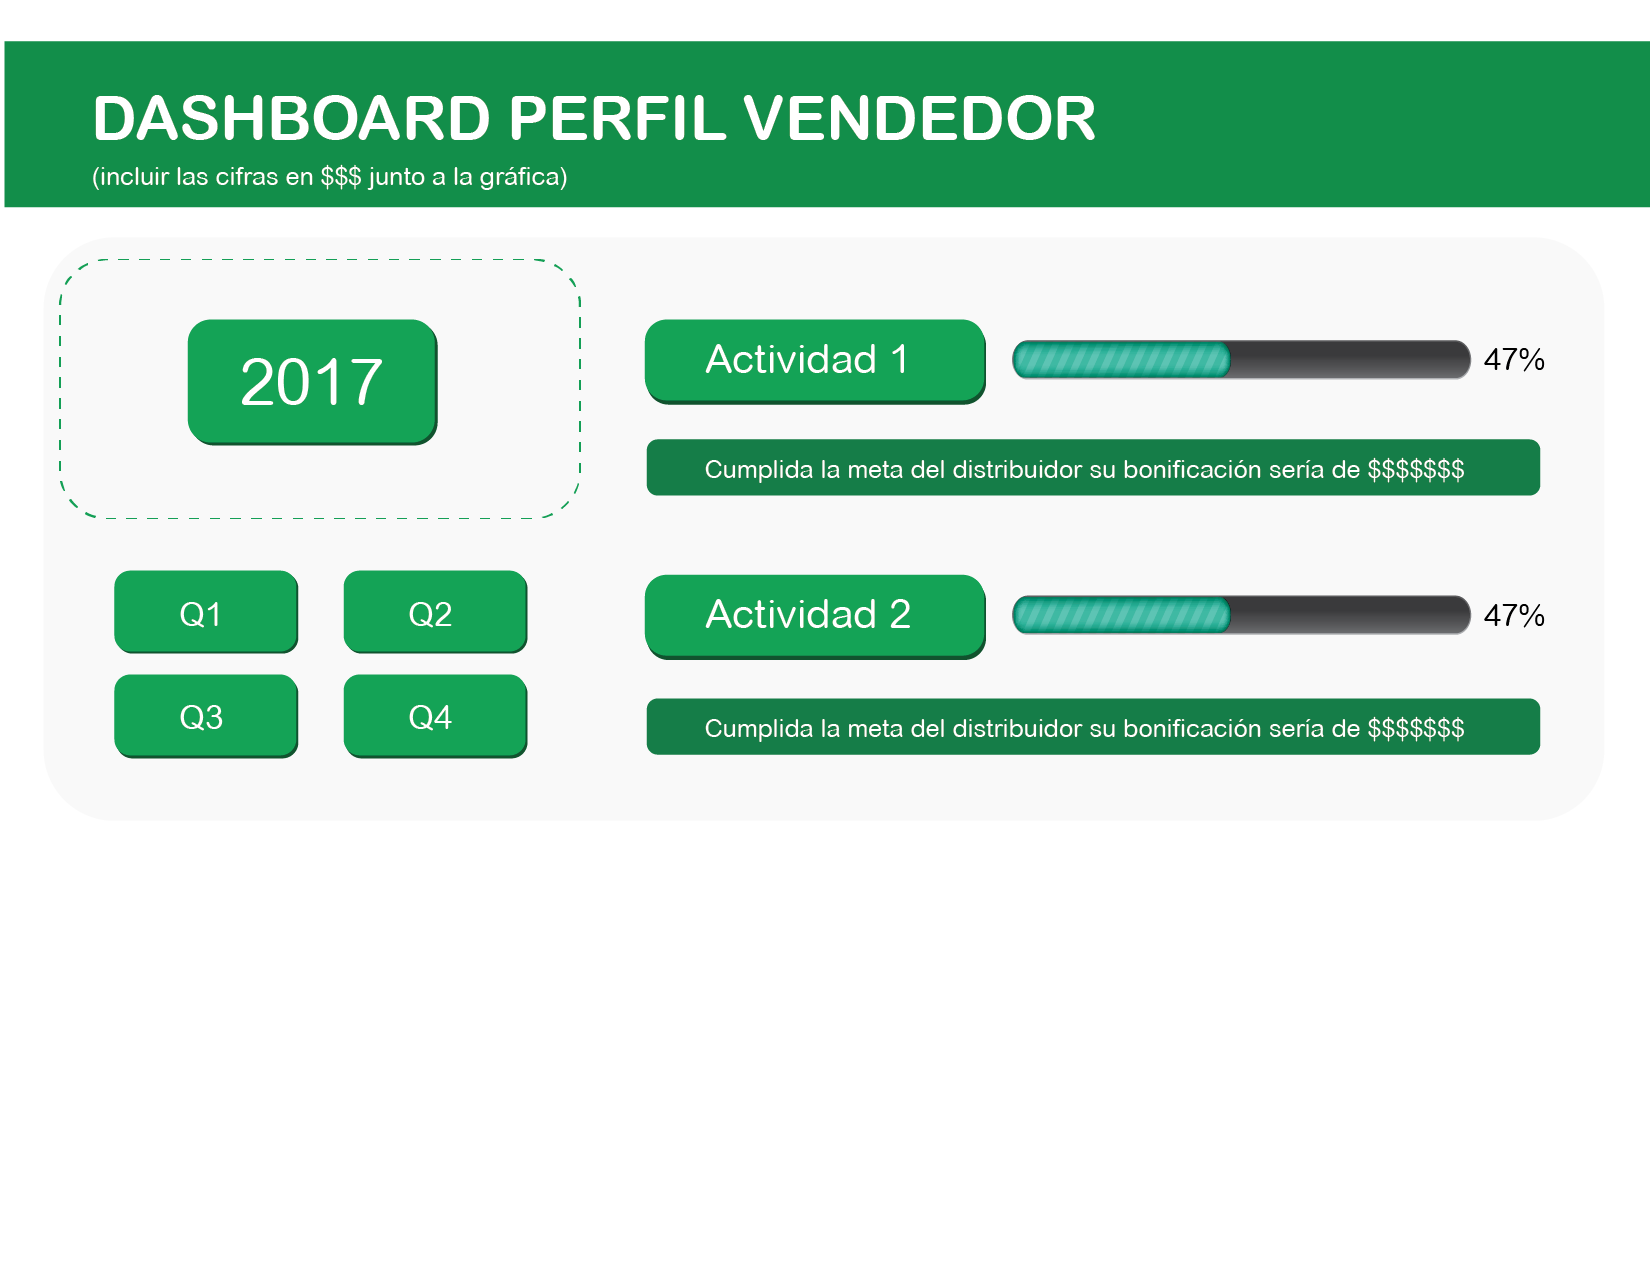 DASHBOARD PERFIL VENDEDOR
(incluir las cifras en $$$ junto a la gráfica)
2017
Actividad 1
47%
Cumplida la meta del distribuidor su bonificación sería de $$$$$$$
Q1
Q2
Q3
Q4
Actividad 2
47%
Cumplida la meta del distribuidor su bonificación sería de $$$$$$$